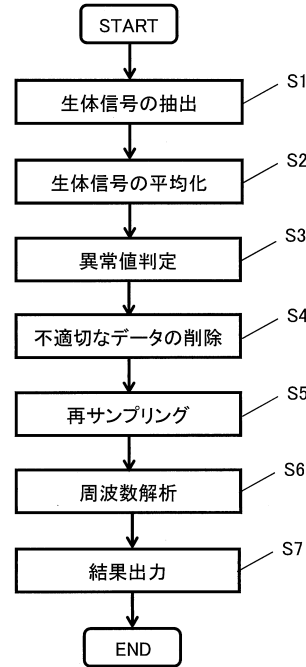 START
生体信号の抽出
S1
生体信号の平均化
S2
異常値判定
S3
不適切なデータの削除
S4
再サンプリング
S5
周波数解析
S6
結果出力
S7
END